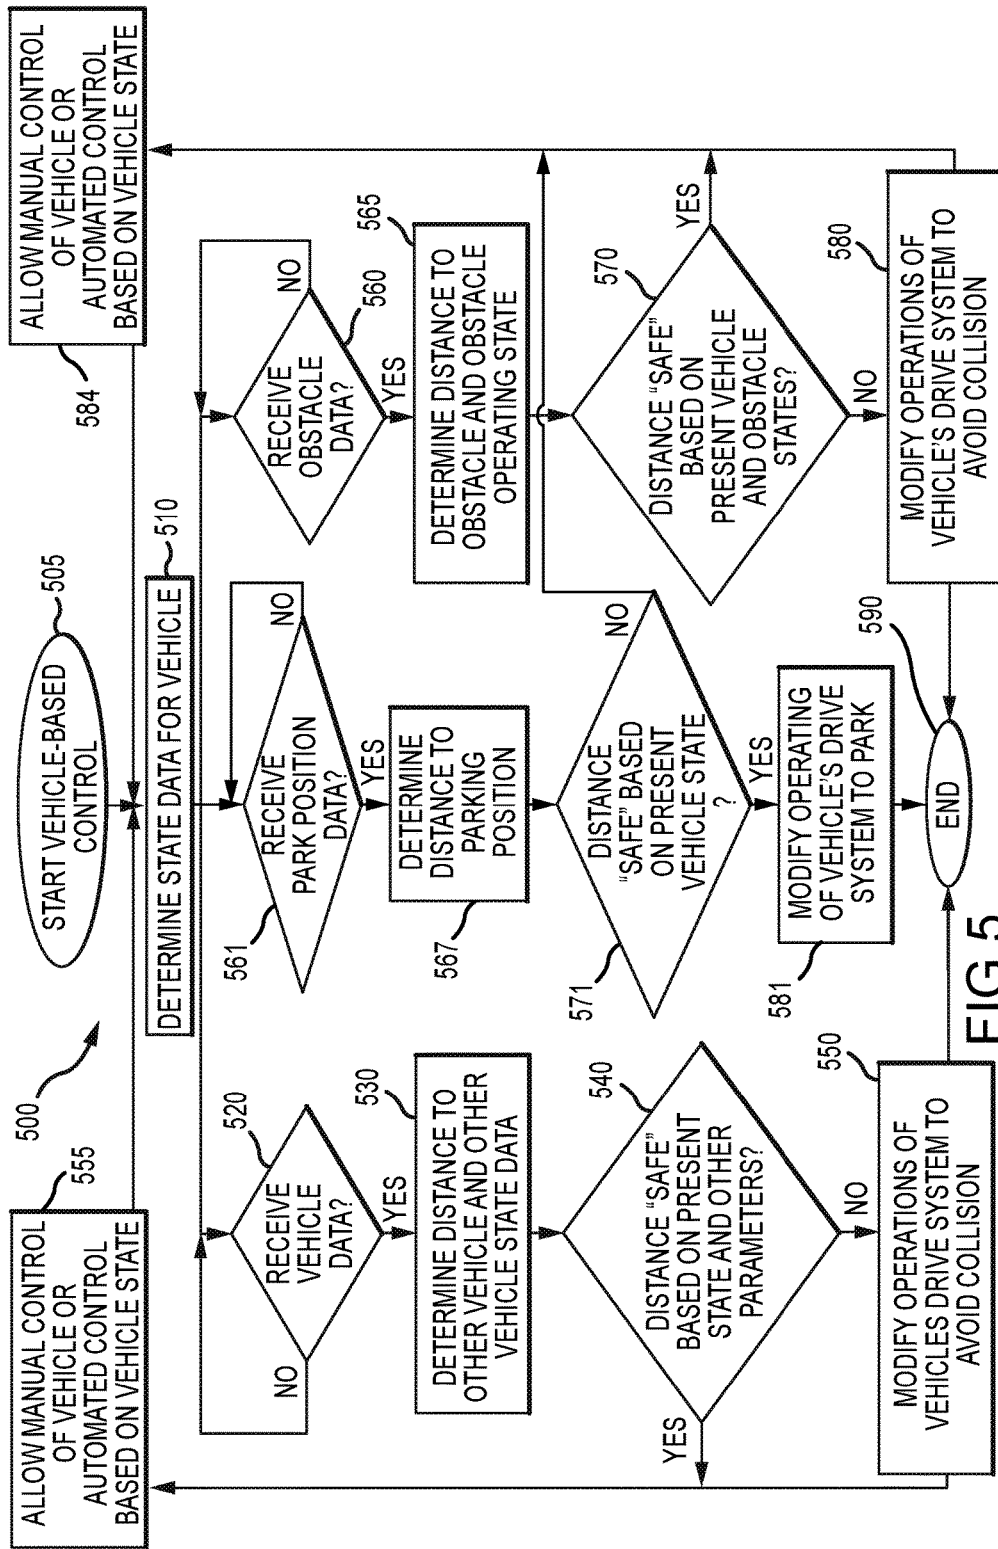 500
START VEHICLE-BASED
CONTROL
505
ALLOW MANUAL CONTROL
OF VEHICLE OR
AUTOMATED CONTROL
BASED ON VEHICLE STATE
555
ALLOW MANUAL CONTROL
OF VEHICLE OR
AUTOMATED CONTROL
BASED ON VEHICLE STATE
584
DETERMINE STATE DATA FOR VEHICLE
510
RECEIVE
VEHICLE
DATA?
520
NO
YES
DETERMINE DISTANCE TO
OTHER VEHICLE AND OTHER
VEHICLE STATE DATA
530
DISTANCE "SAFE"
BASED ON PRESENT
STATE AND OTHER
PARAMETERS?
540
YES
NO
MODIFY OPERATIONS OF
VEHICLES DRIVE SYSTEM TO
AVOID COLLISION
550
RECEIVE
PARK POSITION
DATA?
561
NO
YES
DETERMINE
DISTANCE TO
PARKING
POSITION
567
DISTANCE
"SAFE" BASED
ON PRESENT
VEHICLE STATE
?
571
NO
YES
MODIFY OPERATING
OF VEHICLE'S DRIVE
SYSTEM TO PARK
581
RECEIVE
OBSTACLE
DATA?
560
NO
YES
DETERMINE DISTANCE TO
OBSTACLE AND OBSTACLE
OPERATING STATE
565
DISTANCE "SAFE"
BASED ON
PRESENT VEHICLE
AND OBSTACLE
STATES?
570
YES
NO
MODIFY OPERATIONS OF
VEHICLE'S DRIVE SYSTEM TO
AVOID COLLISION
580
END
590
FIG.5